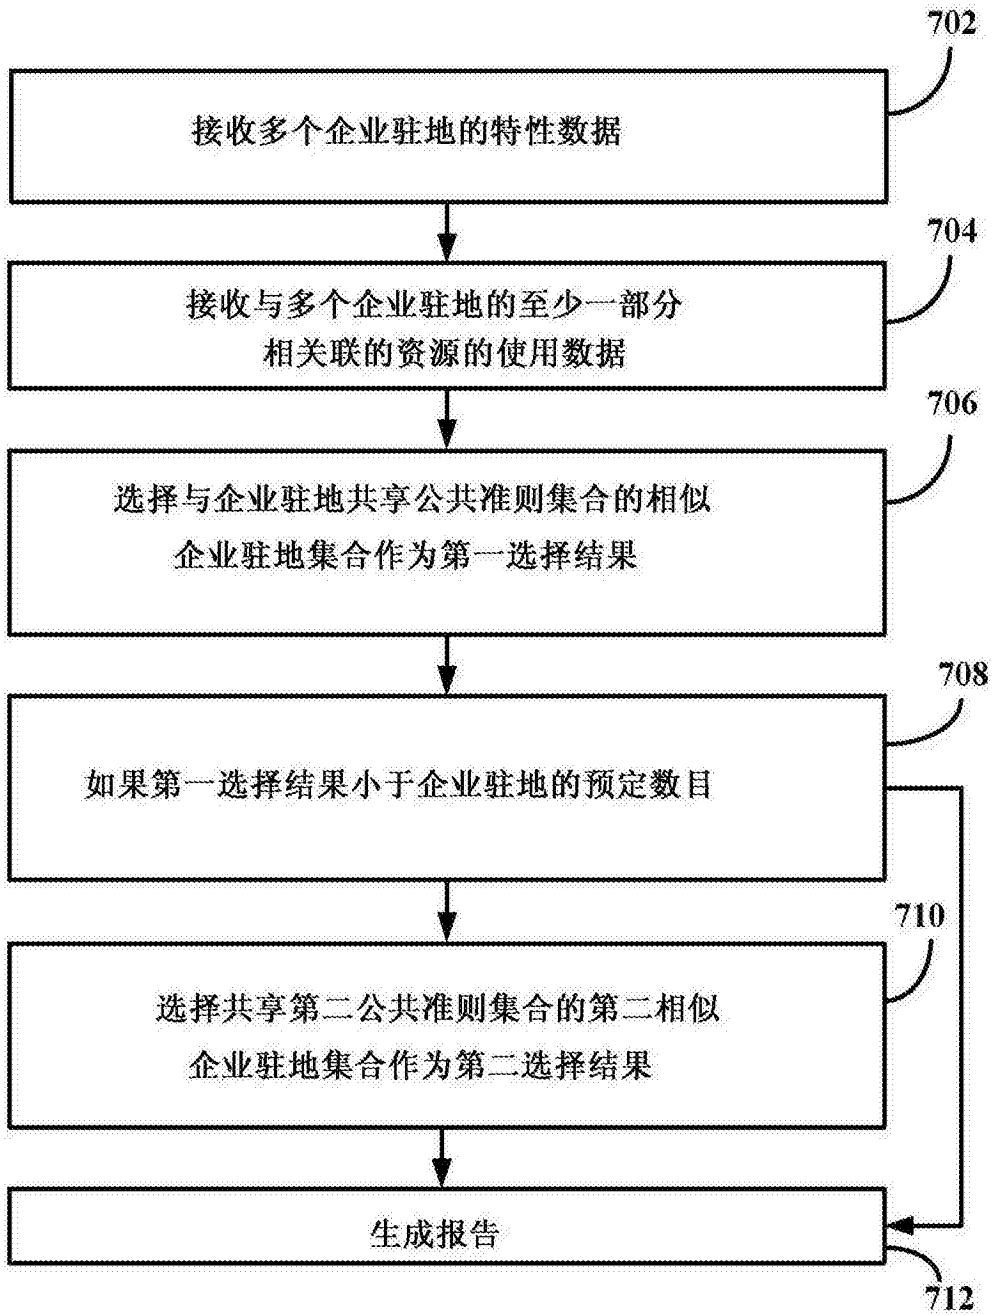 702
接收多个企业驻地的特性数据
704
接收与多个企业驻地的至少一部分
相关联的资源的使用数据
706
选择与企业驻地共享公共准则集合的相似
企业驻地集合作为第一选择结果
708
如果第一选择结果小于企业驻地的预定数目
710
选择共享第二公共准则集合的第二相似
企业驻地集合作为第二选择结果
生成报告
712